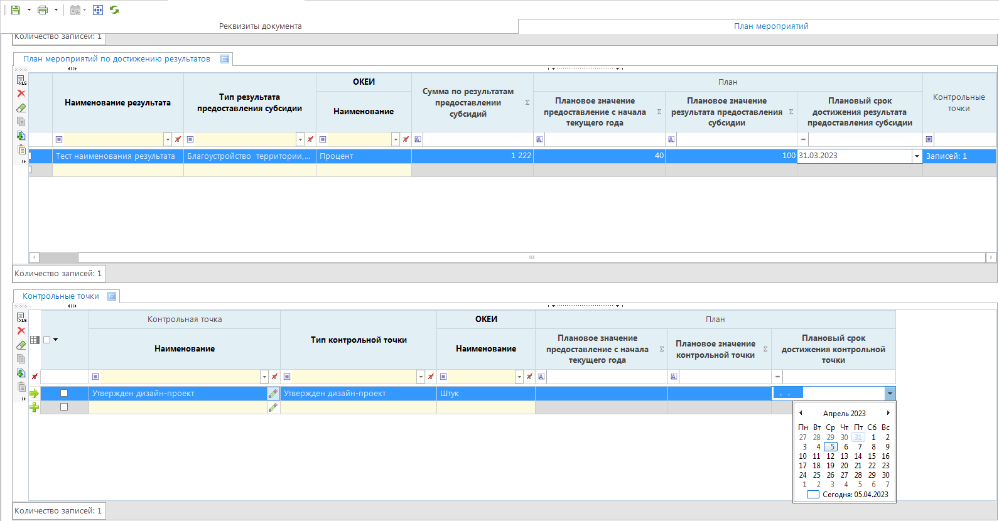 Реквизиты документа
План мероприятий
Количество записей: 1
План мероприятий по достижению результатов
XLS
Наименование результата
Тип результата
предоставления субсидии
ОКЕИ
Наименование
Сумма по результатам
предоставлении
субсидий
Σ
План
Плановое значение
предоставление с начала
текущего года
Σ
Плановое значение
результата предоставления
субсидии
Σ
Плановый срок
достижения результата
предоставления субсидии
Контрольные
точки
A
A
A
Тест наименования результата
Благоустройство территории,...
Процент
1 222
40
100
31.03.2023
Записей: 1
Количество записей: 1
Контрольные точки
XLS
Контрольная точка
Наименование
Тип контрольной точки
ОКЕИ
Наименование
План
Плановое значение
предоставление с начала
текущего года
Σ
Плановое значение
контрольной точки
Σ
Плановый срок
достижения контрольной
точки
A
A
Утвержден дизайн-проект
Утвержден дизайн-проект
Штук
. .
Апрель 2023
Пн Вт Ср Чт Пт Сб Вс
27 28 29 30 31 1 2
3 4 5 6 7 8 9
10 11 12 13 14 15 16
17 18 19 20 21 22 23
24 25 26 27 28 29 30
1 2 3 4 5 6 7
Сегодня: 05.04.2023
Количество записей: 1